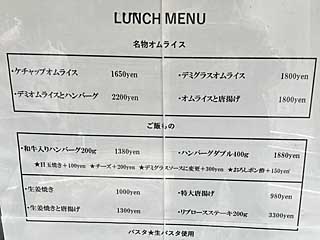 LUNCH MENU
名物オムライス
・ケチャップオムライス 1650yen
・デミグラスオムライス 1800yen
・デミオムライスとハンバーグ 2200yen
・オムライスと唐揚げ 1800yen
ご飯もの
・和牛入りハンバーグ200g 1380yen
・ハンバーグダブル400g 1880yen
★目玉焼き+100yen ★チーズ+200yen ★デミグラスソースに変更+300yen ★おろしポン酢+150yen
・生姜焼き 1000yen
・特大唐揚げ 980yen
・生姜焼きと唐揚げ 1300yen
・リブロースステーキ200g 3300yen
パスタ★生パスタ使用